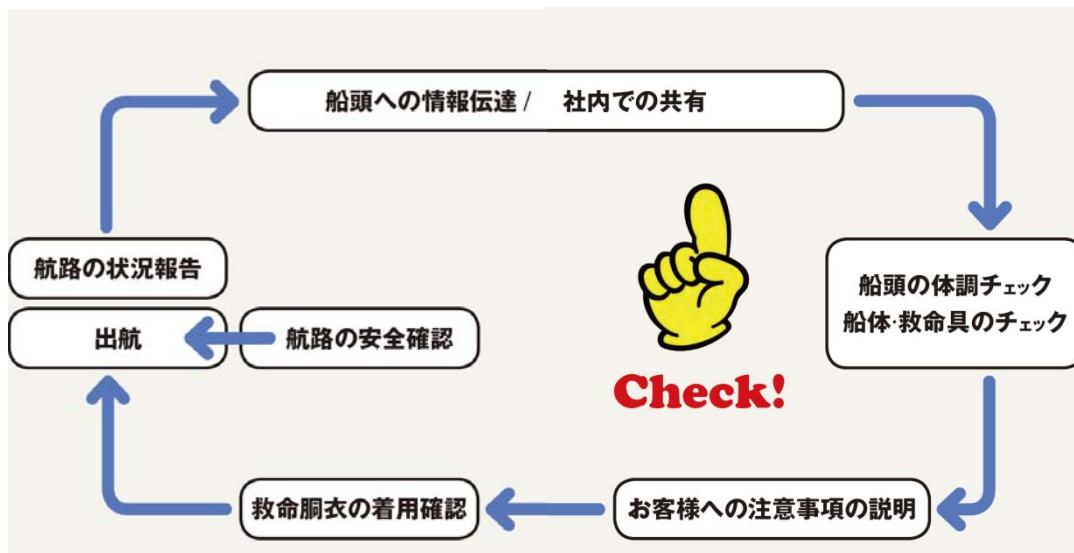 船頭への情報伝達 / 社内での共有
船頭の体調チェック
船体・救命具のチェック
お客様への注意事項の説明
救命胴衣の着用確認
航路の安全確認
出航
航路の状況報告
Check!